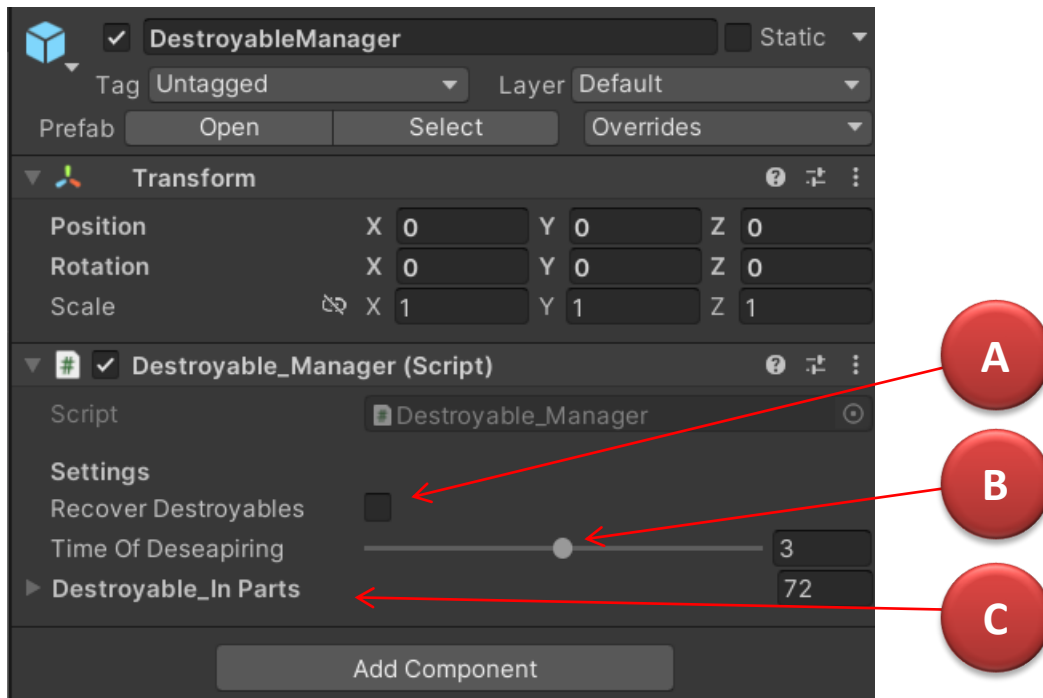 DestroyableManager Static
Tag Untagged Layer Default
Prefab Open Select Overrides
Transform
Position X 0 Y 0 Z 0
Rotation X 0 Y 0 Z 0
Scale X 1 Y 1 Z 1
# Destroyable_Manager (Script)
Script # Destroyable_Manager
Settings
Recover Destroyables
Time Of Deseapiring 3
Destroyable_In Parts 72
Add Component
A
B
C